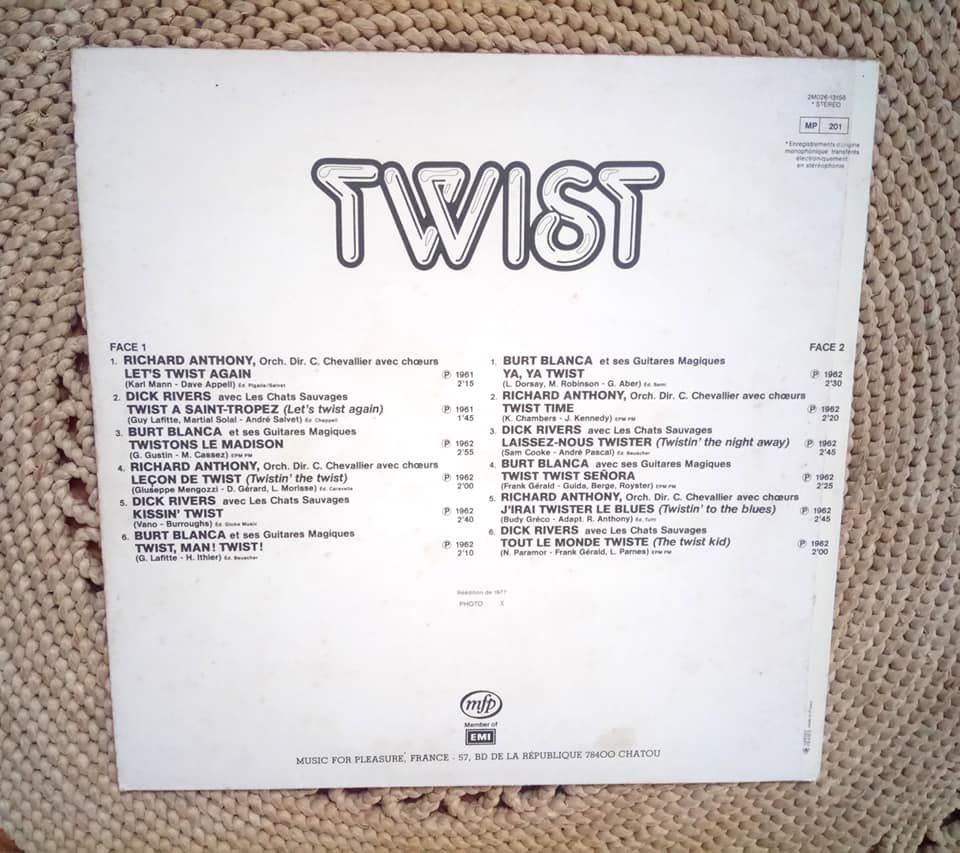 2M026-13156
* STÉRÉO
MP 201
* Enregistrements d'origine
monophonique transférés
électroniquement
en stéréophonie
TWIST
FACE 1
1. RICHARD ANTHONY, Orch. Dir. C. Chevallier avec chœurs
LET'S TWIST AGAIN ℗ 1961
(Karl Mann - Dave Appell) Ed. Pigalle/Salvet 2'15
2. DICK RIVERS avec Les Chats Sauvages
TWIST A SAINT-TROPEZ (Let's twist again) ℗ 1961
(Guy Lafitte, Martial Solal - André Salvet) Ed. Chappell 1'45
3. BURT BLANCA et ses Guitares Magiques
TWISTONS LE MADISON ℗ 1962
(G. Gustin - M. Cassez) EPM PM 2'55
4. RICHARD ANTHONY, Orch. Dir. C. Chevallier avec chœurs
LEÇON DE TWIST (Twistin' the twist) ℗ 1962
(Giuseppe Mengozzi - D. Gérard, L. Morisse) Ed. Caravelle 2'00
5. DICK RIVERS avec Les Chats Sauvages
KISSIN' TWIST ℗ 1962
(Vano - Burroughs) Ed. Globe Music 2'40
6. BURT BLANCA et ses Guitares Magiques
TWIST, MAN! TWIST! ℗ 1962
(G. Lafitte - H. Ithier) Ed. Beuscher 2'10
FACE 2
1. BURT BLANCA et ses Guitares Magiques
YA, YA TWIST ℗ 1962
(L. Dorsay, M. Robinson - G. Aber) Ed. Semi 2'30
2. RICHARD ANTHONY, Orch. Dir. C. Chevallier avec chœurs
TWIST TIME ℗ 1962
(K. Chambers - J. Kennedy) EPM PM 2'20
3. DICK RIVERS avec Les Chats Sauvages
LAISSEZ-NOUS TWISTER (Twistin' the night away) ℗ 1962
(Sam Cooke - André Pascal) Ed. Beuscher 2'45
4. BURT BLANCA avec ses Guitares Magiques
TWIST TWIST SEÑORA ℗ 1962
(Frank Gérald - Guida, Berge, Royster) EPM PM 2'25
5. RICHARD ANTHONY, Orch. Dir. C. Chevallier avec chœurs
J'IRAI TWISTER LE BLUES (Twistin' to the blues) ℗ 1962
(Budy Gréco - Adapt. R. Anthony) Ed. Tutti 2'45
6. DICK RIVERS avec Les Chats Sauvages
TOUT LE MONDE TWISTE (The twist kid) ℗ 1962
(N. Paramor - Frank Gérald, L. Parnes) EPM PM 2'00
Réédition de 1977
PHOTO X
mfp
Member of
EMI
MUSIC FOR PLEASURE, FRANCE - 57, BD DE LA RÉPUBLIQUE 78400 CHATOU